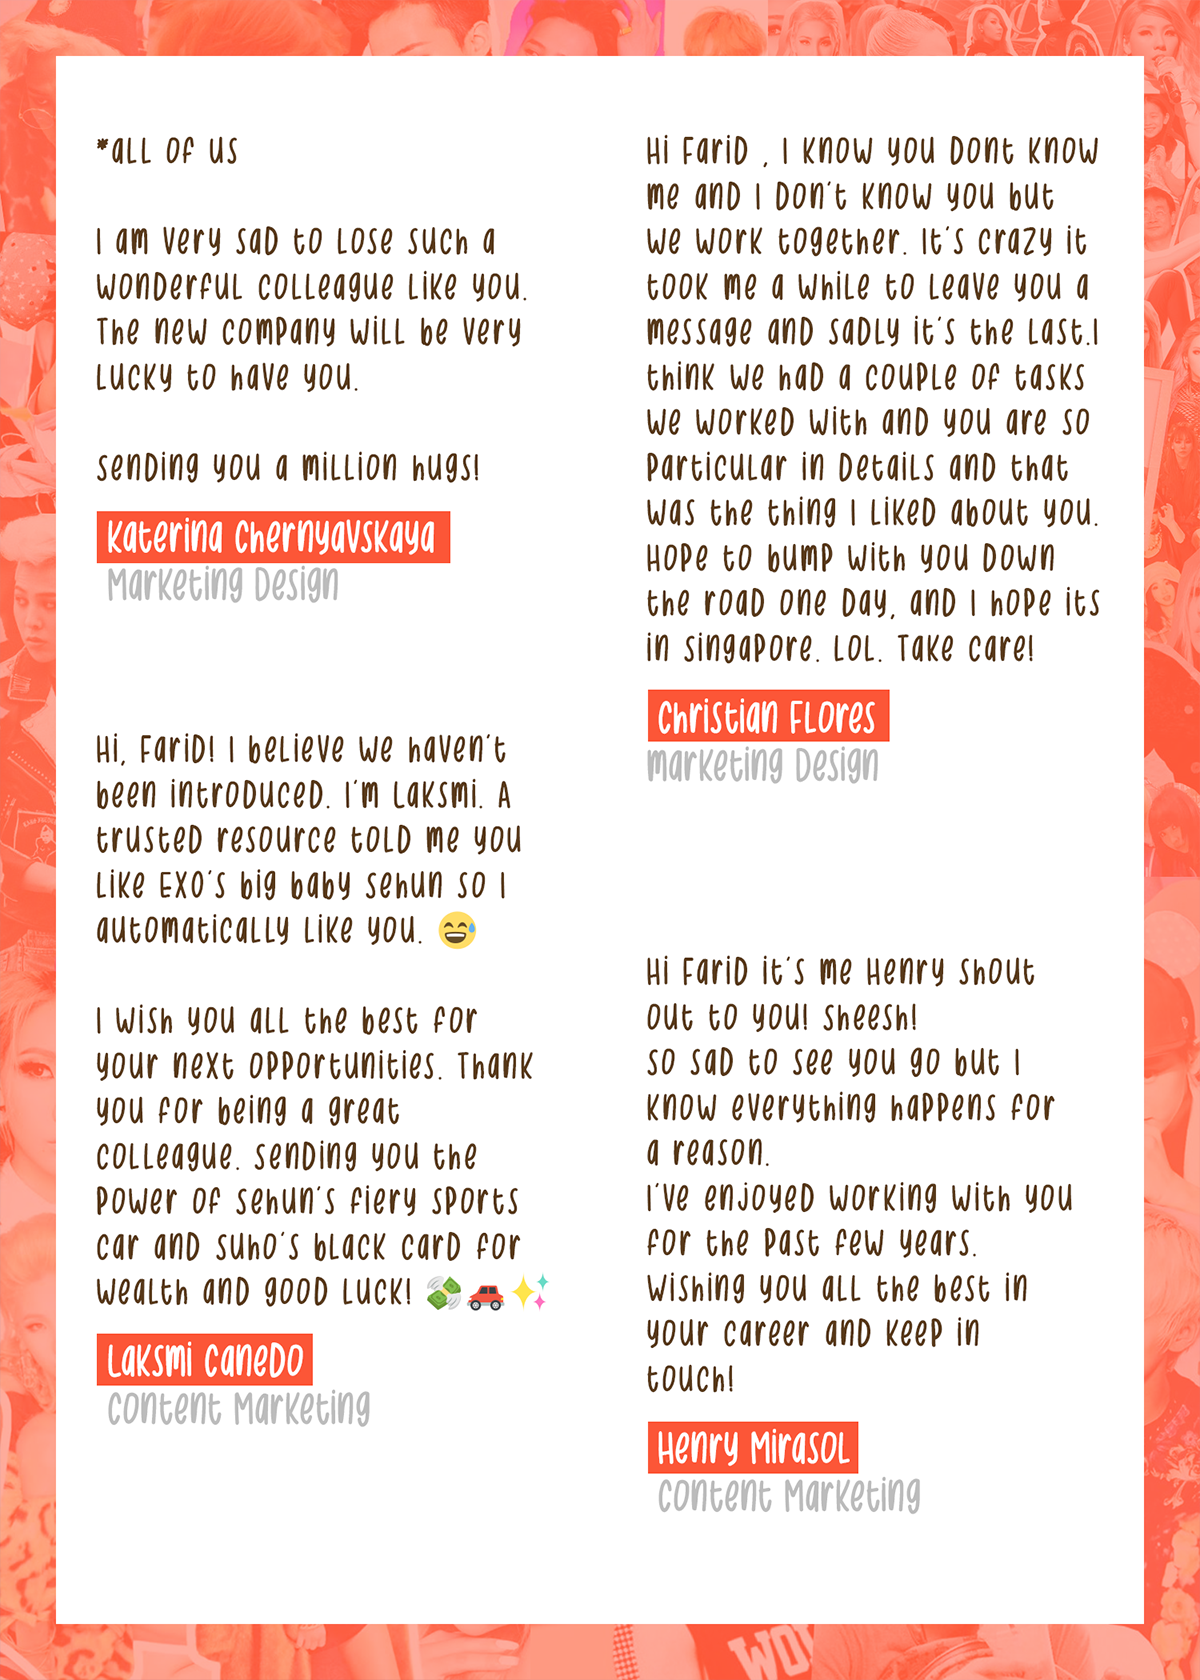 *all of us
I am very sad to lose such a
wonderful colleague like you.
The new company will be very
lucky to have you.
sending you a million hugs!
Katerina Chernyavskaya
Marketing Design
Hi, Farid! I believe we haven't
been introduced. I'm Laksmi. A
trusted resource told me you
like EXO's big baby sehun so I
automatically like you. 😅
I wish you all the best for
your next opportunities. Thank
you for being a great
colleague. sending you the
power of sehun's fiery sports
car and suho's black card for
wealth and good luck! 💸🚗✨
Laksmi Canedo
Content Marketing
Hi Farid , I know you dont know
me and I don't know you but
we work together. It's crazy it
took me a while to leave you a
message and sadly it's the last.I
think we had a couple of tasks
we worked with and you are so
particular in details and that
was the thing I liked about you.
Hope to bump with you down
the road one day, and I hope its
in singapore. LOL. Take care!
Christian Flores
marketing Design
Hi Farid it's me Henry shout
out to you! sheesh!
so sad to see you go but I
know everything happens for
a reason.
I've enjoyed working with you
for the past few years.
Wishing you all the best in
your career and keep in
touch!
Henry Mirasol
Content Marketing